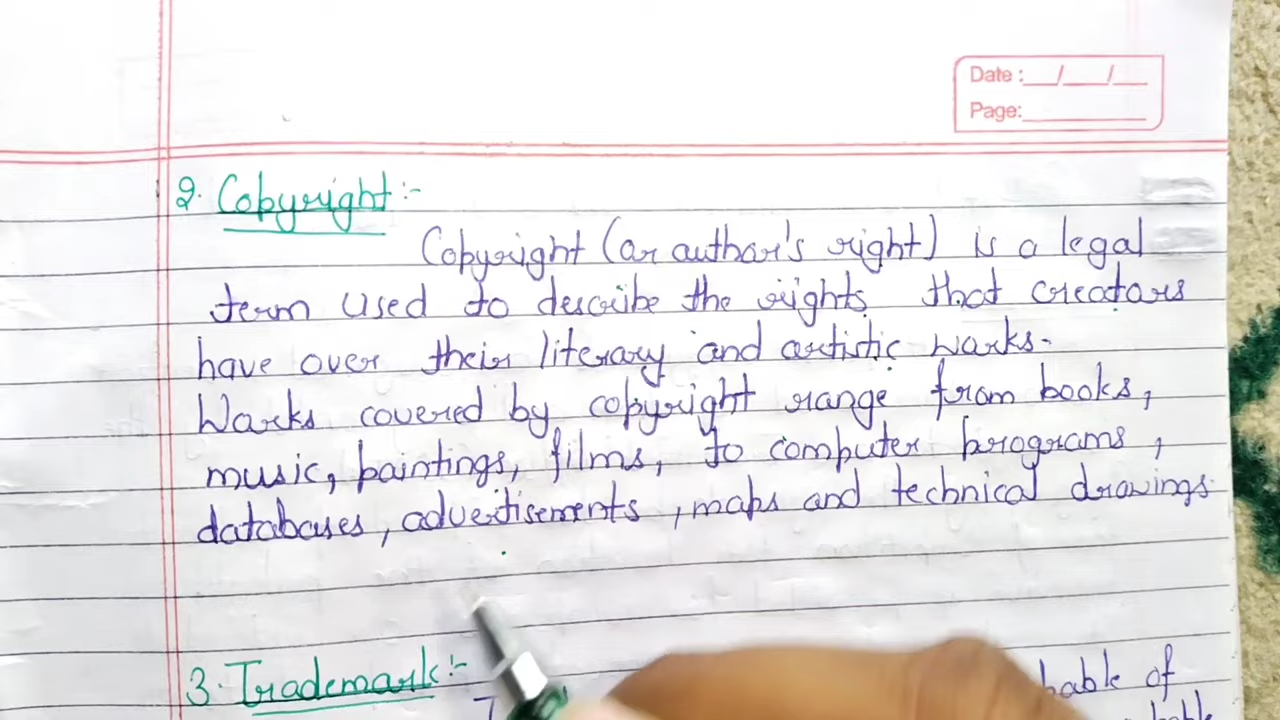 Date : __/__/__
Page: ________
2. Copyright :-
Copyright (or author's right) is a legal
term used to describe the rights that creators
have over their literary and artistic works.
Works covered by copyright range from books,
music, paintings, films, to computer programs,
databases, advertisements, maps and technical drawings.
3. Trademark :-
of